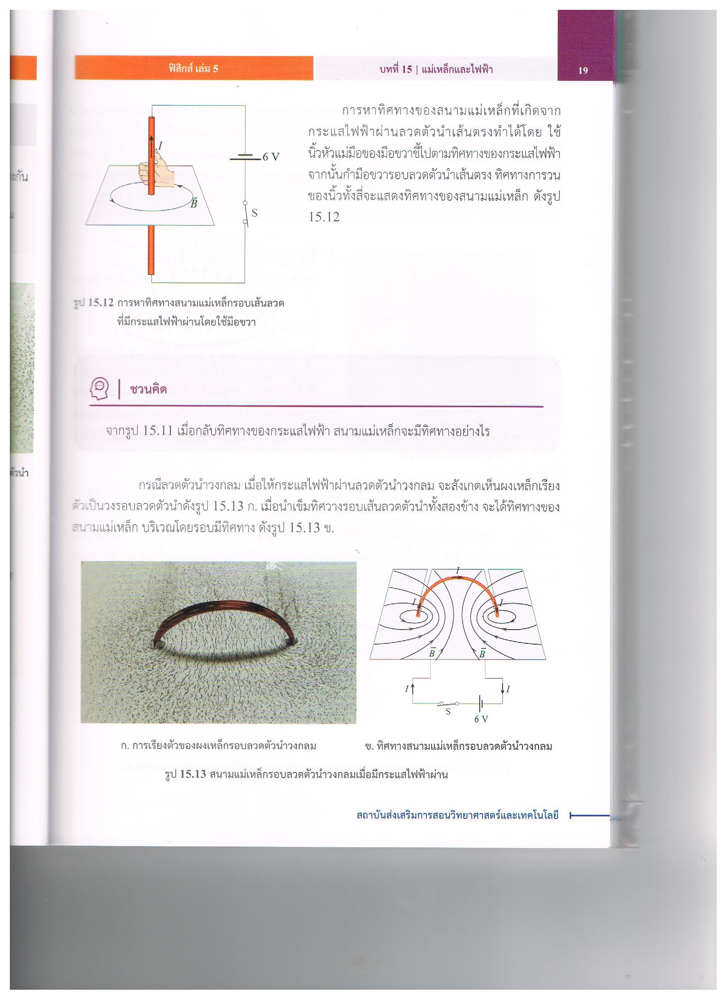 ฟิสิกส์ เล่ม 5
บทที่ 15 | แม่เหล็กและไฟฟ้า
19
I
6 V
B
S
การหาทิศทางของสนามแม่เหล็กที่เกิดจาก
กระแสไฟฟ้าผ่านลวดตัวนำเส้นตรงทำได้โดย ใช้
นิ้วหัวแม่มือของมือขวาชี้ไปตามทิศทางของกระแสไฟฟ้า
จากนั้นกำมือขวารอบลวดตัวนำเส้นตรง ทิศทางการวน
ของนิ้วทั้งสี่จะแสดงทิศทางของสนามแม่เหล็ก ดังรูป
15.12
รูป 15.12 การหาทิศทางสนามแม่เหล็กรอบเส้นลวด
ที่มีกระแสไฟฟ้าผ่านโดยใช้มือขวา
ชวนคิด
จากรูป 15.11 เมื่อกลับทิศทางของกระแสไฟฟ้า สนามแม่เหล็กจะมีทิศทางอย่างไร
กรณีลวดตัวนำวงกลม เมื่อให้กระแสไฟฟ้าผ่านลวดตัวนำวงกลม จะสังเกตเห็นผงเหล็กเรียง
ตัวเป็นวงรอบลวดตัวนำดังรูป 15.13 ก. เมื่อนำเข็มทิศวางรอบเส้นลวดตัวนำทั้งสองข้าง จะได้ทิศทางของ
สนามแม่เหล็ก บริเวณโดยรอบมีทิศทาง ดังรูป 15.13 ข.
I
I
I
B
B
I
I
S
6 V
ก. การเรียงตัวของผงเหล็กรอบลวดตัวนำวงกลม
ข. ทิศทางสนามแม่เหล็กรอบลวดตัวนำวงกลม
รูป 15.13 สนามแม่เหล็กรอบลวดตัวนำวงกลมเมื่อมีกระแสไฟฟ้าผ่าน
สถาบันส่งเสริมการสอนวิทยาศาสตร์และเทคโนโลยี